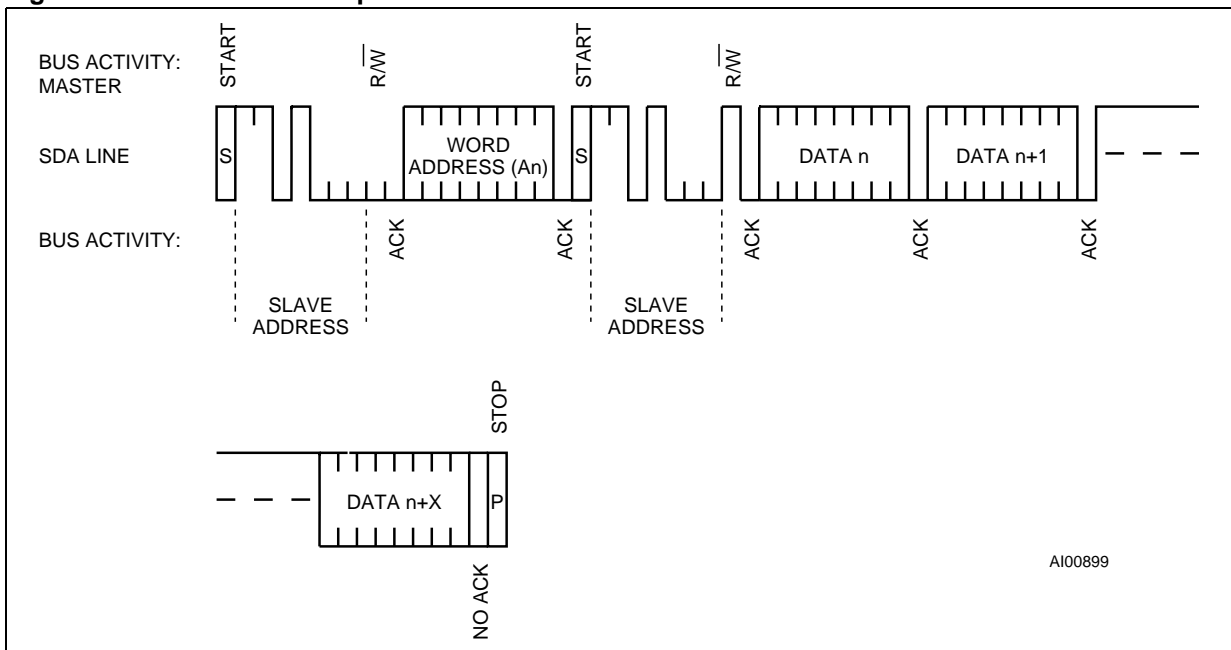 START
R/W
START
R/W
BUS ACTIVITY:
MASTER
SDA LINE
S
WORD
ADDRESS (An)
S
DATA n
DATA n+1
BUS ACTIVITY:
ACK
ACK
ACK
ACK
ACK
SLAVE
ADDRESS
SLAVE
ADDRESS
STOP
DATA n+X
P
NO ACK
AI00899